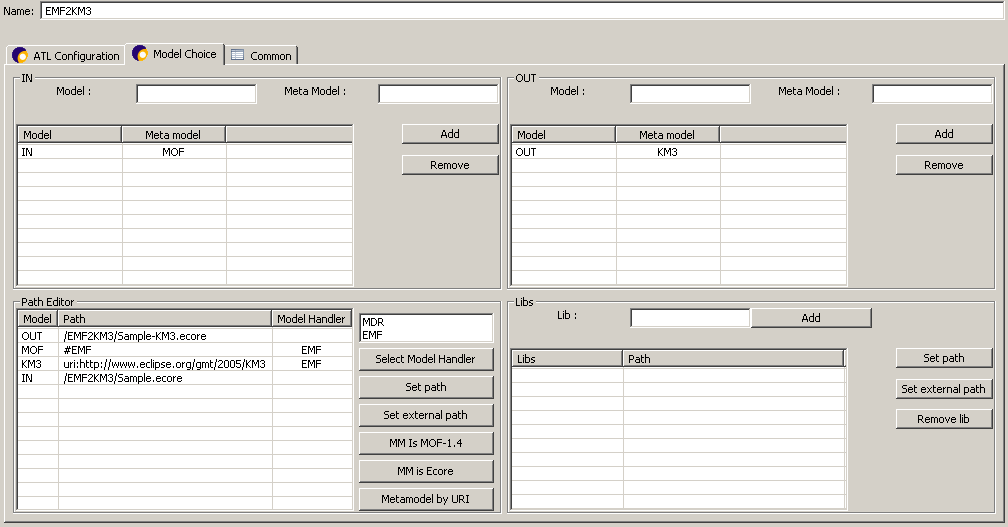 Name: EMF2KM3
ATL Configuration Model Choice Common
IN
Model : Meta Model :
Model Meta model
IN MOF
Add
Remove
OUT
Model : Meta Model :
Model Meta model
OUT KM3
Add
Remove
Path Editor
Model Path Model Handler
OUT /EMF2KM3/Sample-KM3.ecore
MOF #EMF EMF
KM3 uri:http://www.eclipse.org/gmt/2005/KM3 EMF
IN /EMF2KM3/Sample.ecore
MDR
EMF
Select Model Handler
Set path
Set external path
MM Is MOF-1.4
MM is Ecore
Metamodel by URI
Libs
Lib : Add
Libs Path
Set path
Set external path
Remove lib